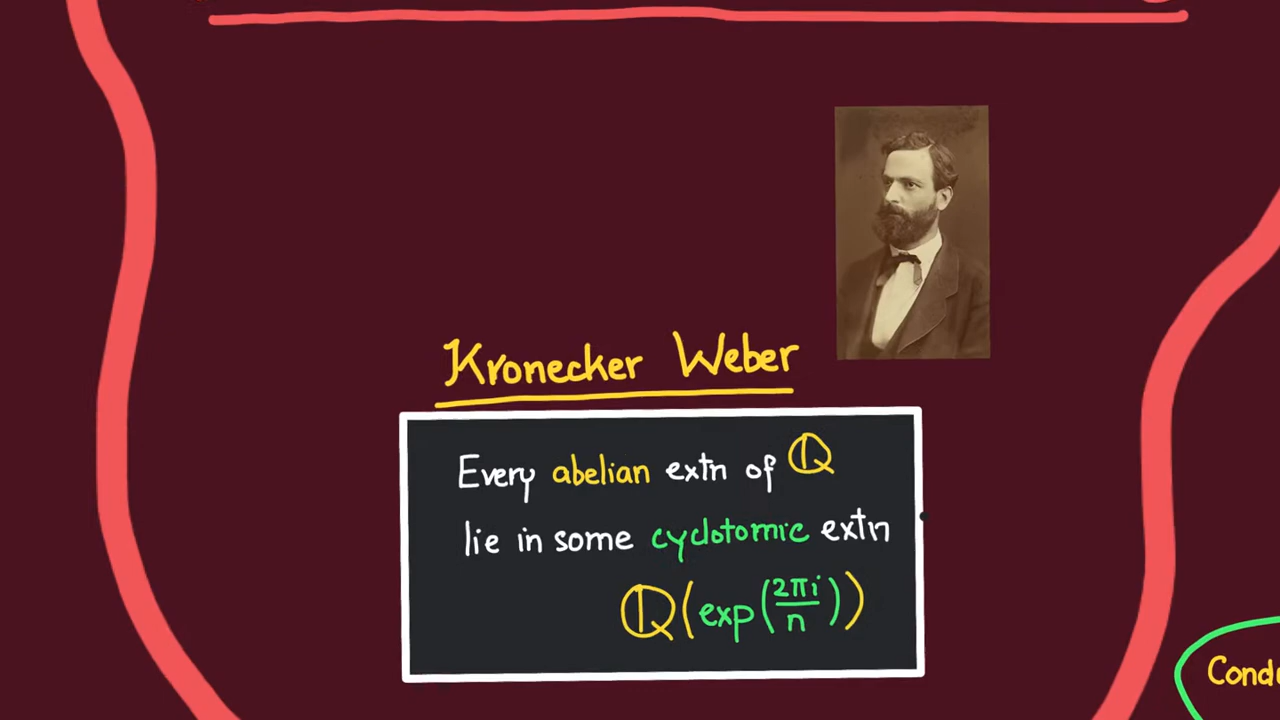 Kronecker Weber
Every abelian extn of ℚ
lie in some cyclotomic extn
ℚ(exp(2πi/n))